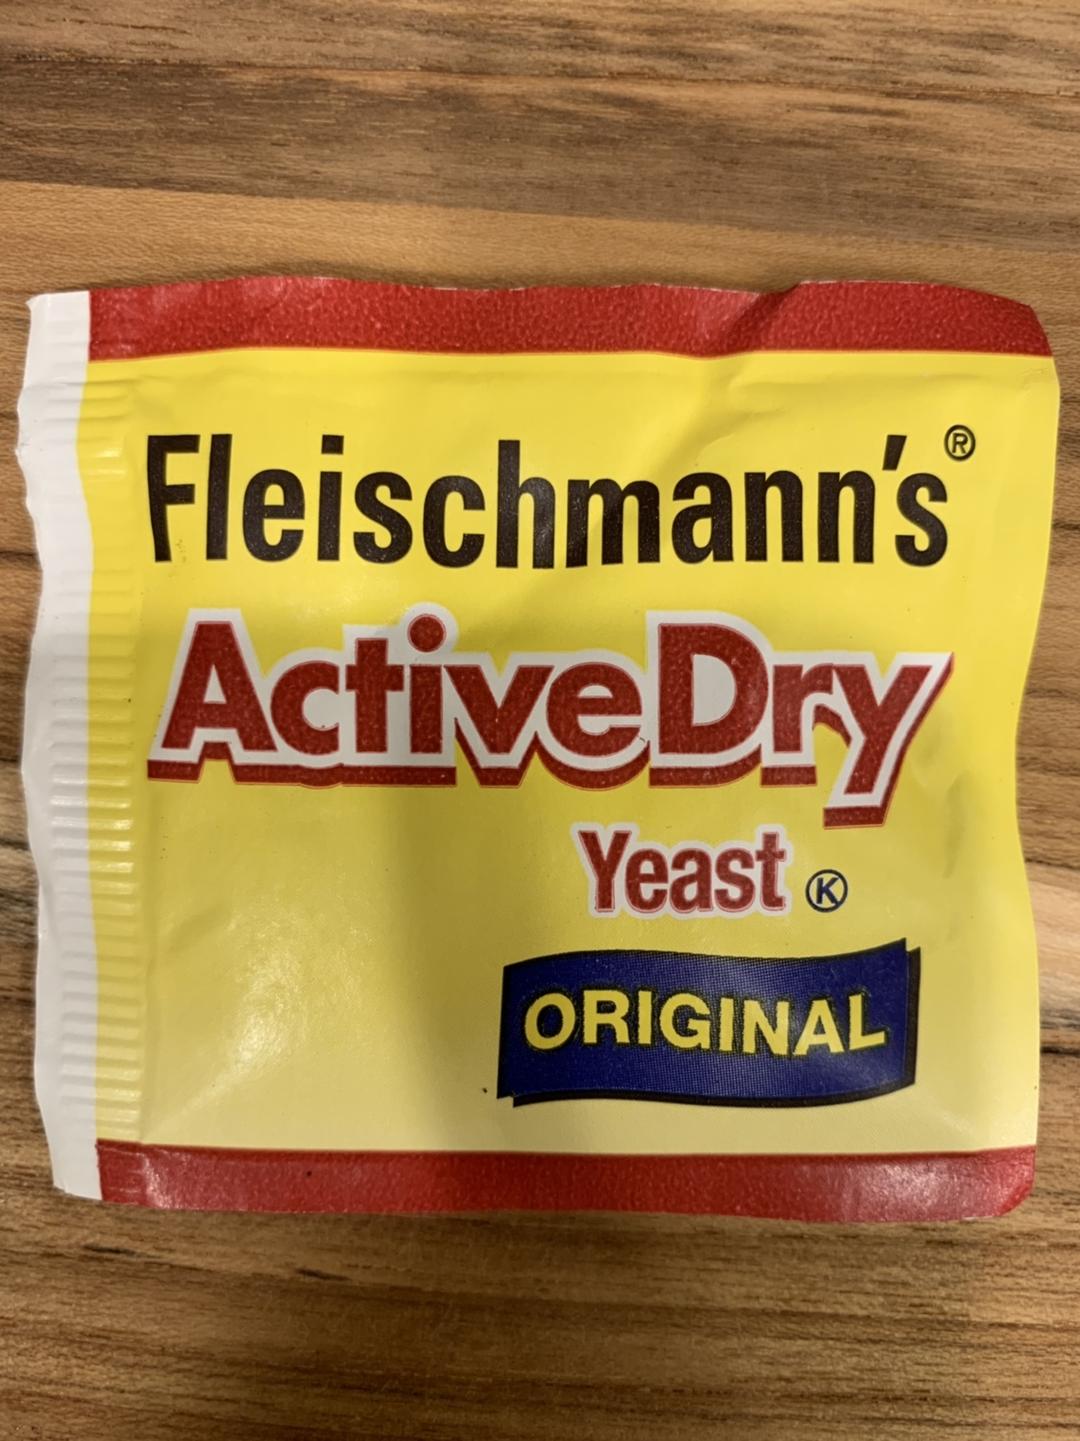 Fleischmann's®
ActiveDry
Yeast Ⓚ
ORIGINAL